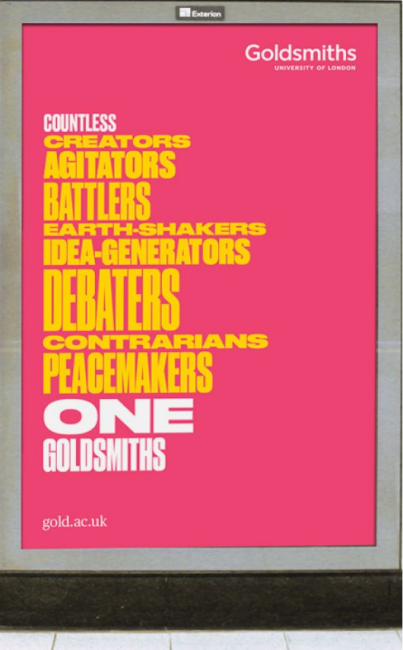 Exterion
Goldsmiths
UNIVERSITY OF LONDON
COUNTLESS
CREATORS
AGITATORS
BATTLERS
EARTH-SHAKERS
IDEA-GENERATORS
DEBATERS
CONTRARIANS
PEACEMAKERS
ONE
GOLDSMITHS
gold.ac.uk